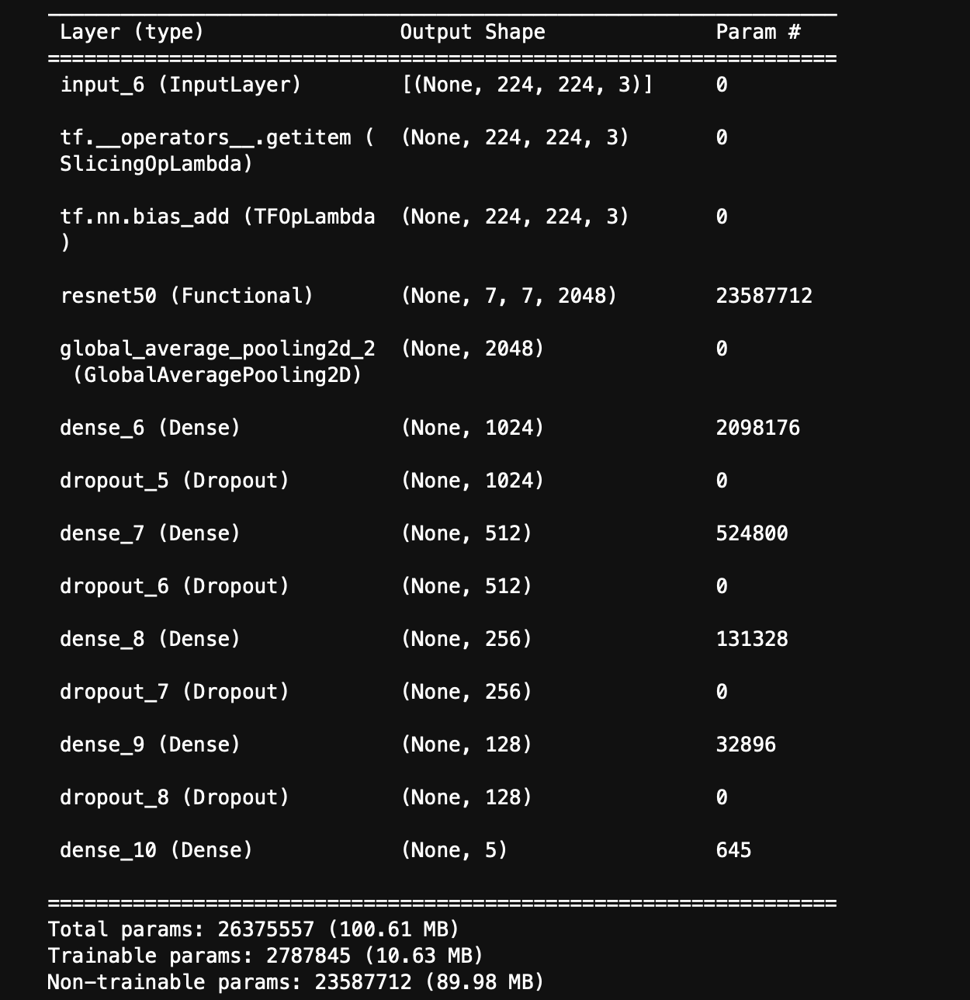 Layer (type) Output Shape Param #
=================================================================
input_6 (InputLayer) [(None, 224, 224, 3)] 0
tf.__operators__.getitem ( (None, 224, 224, 3) 0
SlicingOpLambda)
tf.nn.bias_add (TFOpLambda (None, 224, 224, 3) 0
)
resnet50 (Functional) (None, 7, 7, 2048) 23587712
global_average_pooling2d_2 (None, 2048) 0
(GlobalAveragePooling2D)
dense_6 (Dense) (None, 1024) 2098176
dropout_5 (Dropout) (None, 1024) 0
dense_7 (Dense) (None, 512) 524800
dropout_6 (Dropout) (None, 512) 0
dense_8 (Dense) (None, 256) 131328
dropout_7 (Dropout) (None, 256) 0
dense_9 (Dense) (None, 128) 32896
dropout_8 (Dropout) (None, 128) 0
dense_10 (Dense) (None, 5) 645
=================================================================
Total params: 26375557 (100.61 MB)
Trainable params: 2787845 (10.63 MB)
Non-trainable params: 23587712 (89.98 MB)